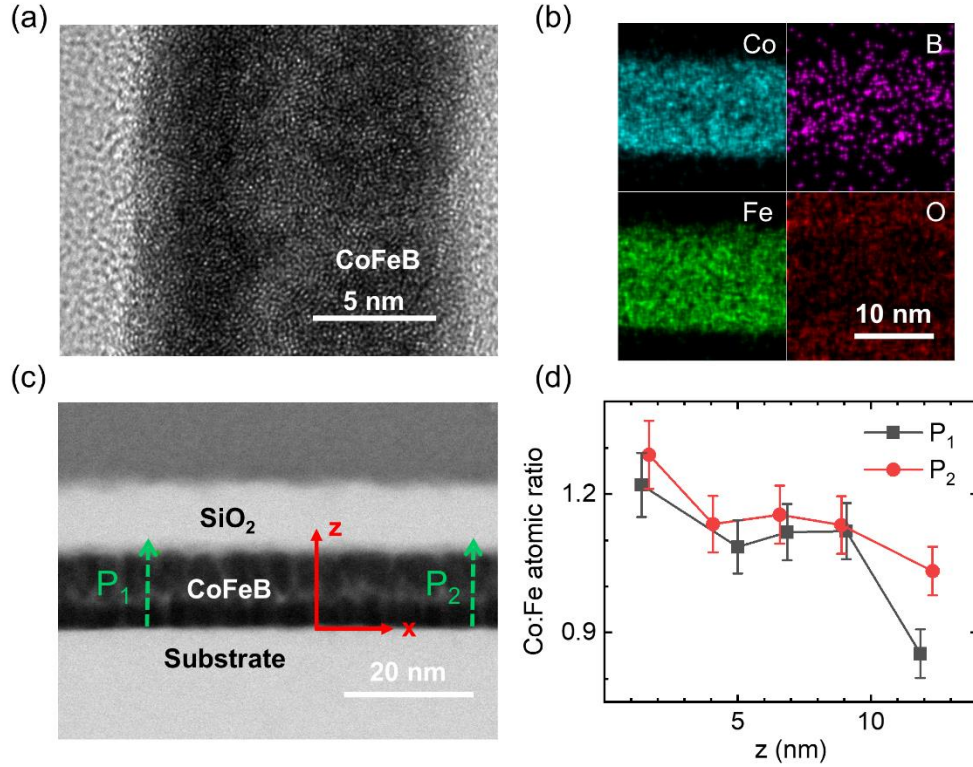 (a)
CoFeB
5 nm
(b)
Co
B
Fe
O
10 nm
(c)
SiO₂
z
P₁
CoFeB
P₂
x
Substrate
20 nm
(d)
P₁
P₂
Co:Fe atomic ratio
1.2
0.9
5
10
z (nm)